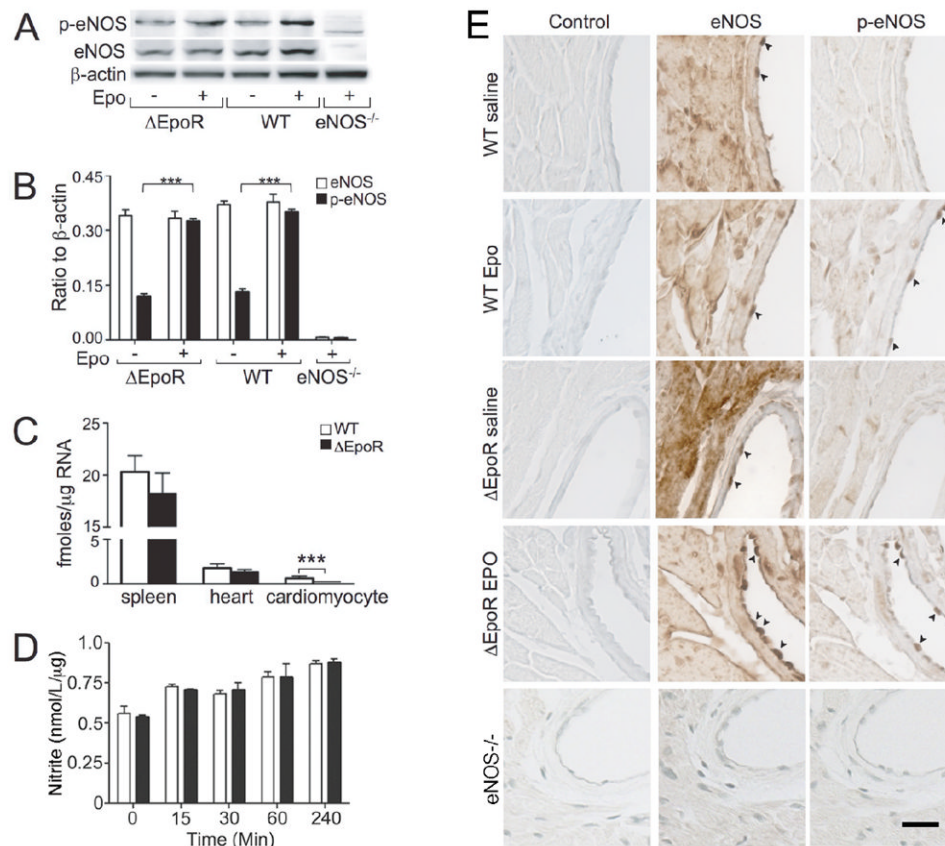 A
p-eNOS
eNOS
β-actin
Epo - + - + +
ΔEpoR WT eNOS-/-
B
eNOS
p-eNOS
*** ***
Ratio to β-actin
0.45
0.30
0.15
0.00
Epo - + - + +
ΔEpoR WT eNOS-/-
C
WT
ΔEpoR
fmoles/μg RNA
25
20
15
5
0
***
spleen heart cardiomyocyte
D
Nitrite (nmol/L/μg)
1.0
0.75
0.5
0.25
0
0 15 30 60 240
Time (Min)
E
Control eNOS p-eNOS
WT saline
WT Epo
ΔEpoR saline
ΔEpoR EPO
eNOS-/-